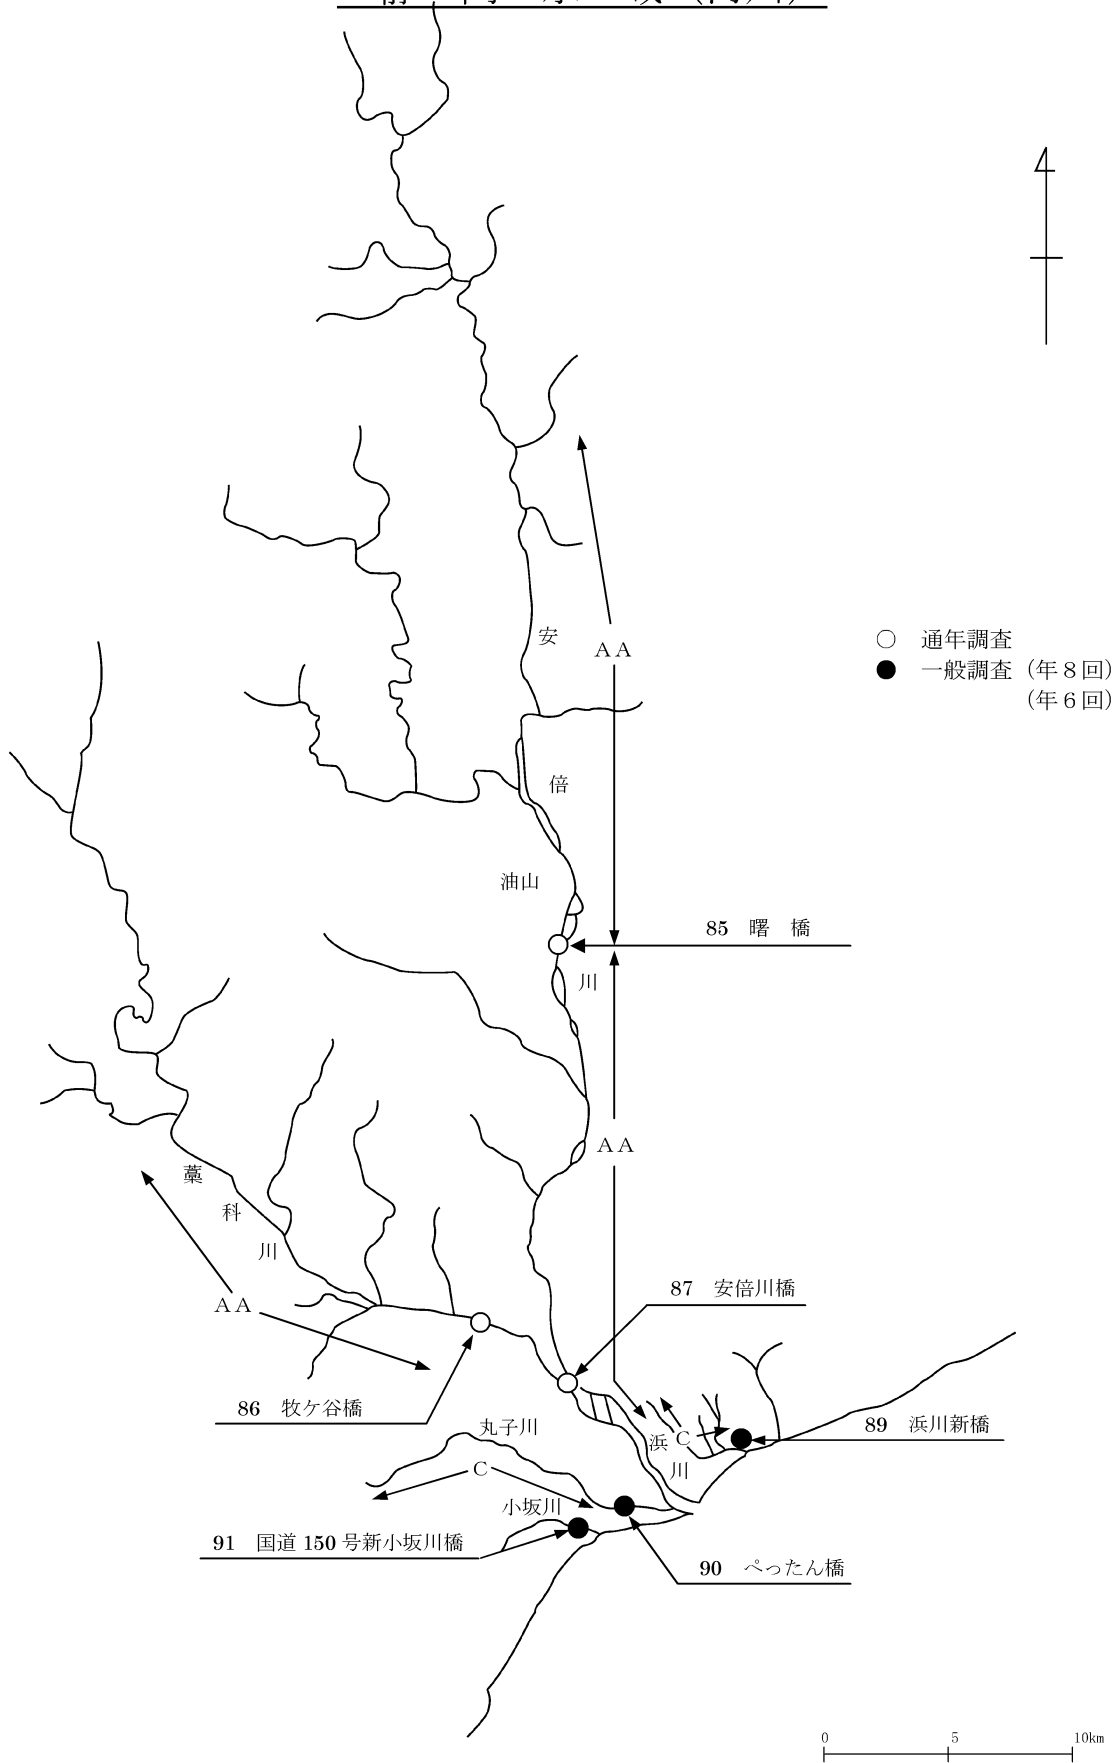 ○ 通年調査
● 一般調査（年８回）
（年６回）
安
ＡＡ
倍
油山
85 曙 橋
川
ＡＡ
藁
科
川
ＡＡ
87 安倍川橋
86 牧ケ谷橋
丸子川
89 浜川新橋
浜
Ｃ
川
Ｃ
小坂川
91 国道 150 号新小坂川橋
90 ぺったん橋
0 5 10km